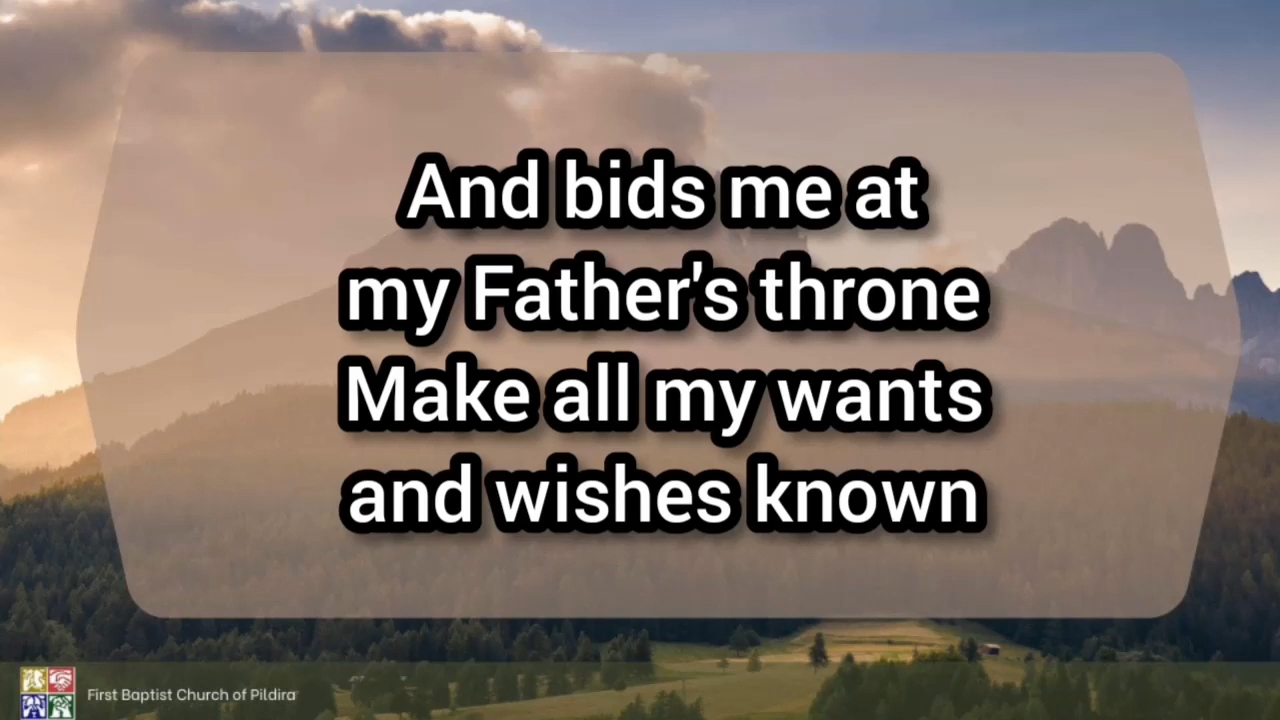 And bids me at
my Father's throne
Make all my wants
and wishes known
First Baptist Church of Pildira